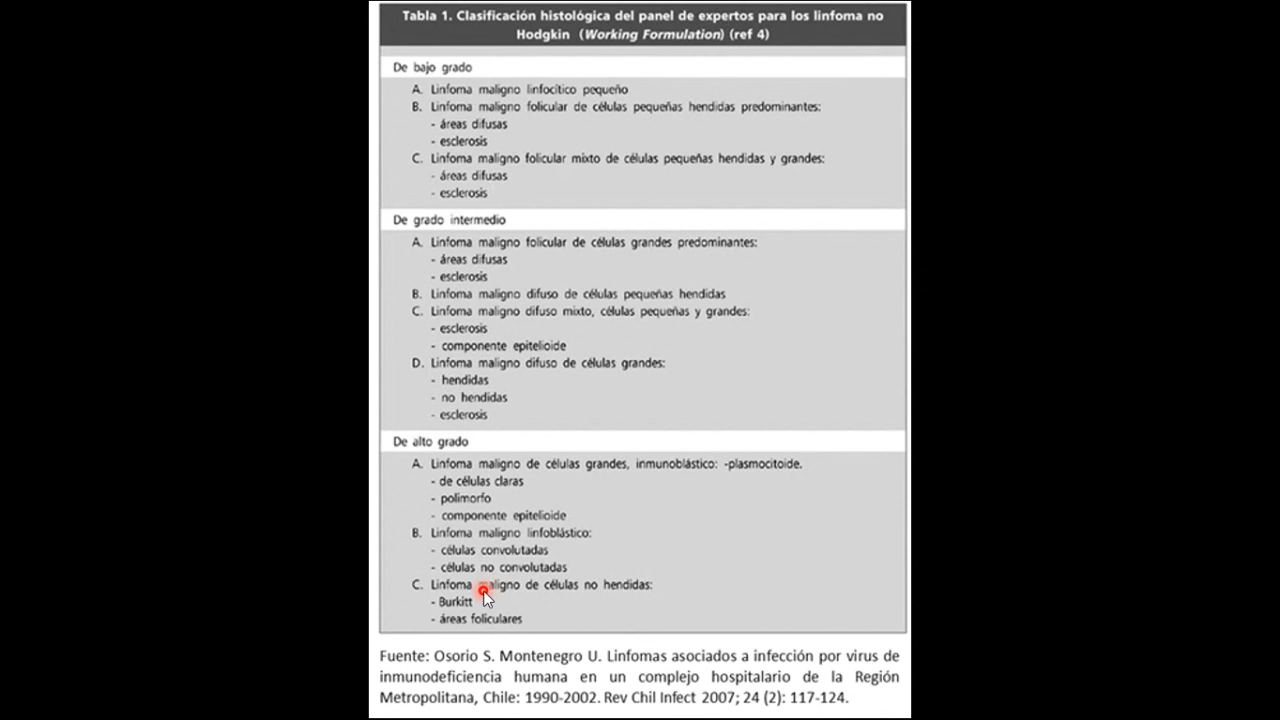 Tabla 1. Clasificación histológica del panel de expertos para los linfoma no
Hodgkin (Working Formulation) (ref 4)
De bajo grado
A. Linfoma maligno linfocítico pequeño
B. Linfoma maligno folicular de células pequeñas hendidas predominantes:
- áreas difusas
- esclerosis
C. Linfoma maligno folicular mixto de células pequeñas hendidas y grandes:
- áreas difusas
- esclerosis
De grado intermedio
A. Linfoma maligno folicular de células grandes predominantes:
- áreas difusas
- esclerosis
B. Linfoma maligno difuso de células pequeñas hendidas
C. Linfoma maligno difuso mixto, células pequeñas y grandes:
- esclerosis
- componente epitelioide
D. Linfoma maligno difuso de células grandes:
- hendidas
- no hendidas
- esclerosis
De alto grado
A. Linfoma maligno de células grandes, inmunoblástico: -plasmocitoide.
- de células claras
- polimorfo
- componente epitelioide
B. Linfoma maligno linfoblástico:
- células convolutadas
- células no convolutadas
C. Linfoma maligno de células no hendidas:
- Burkitt
- áreas foliculares
Fuente: Osorio S. Montenegro U. Linfomas asociados a infección por virus de
inmunodeficiencia humana en un complejo hospitalario de la Región
Metropolitana, Chile: 1990-2002. Rev Chil Infect 2007; 24 (2): 117-124.